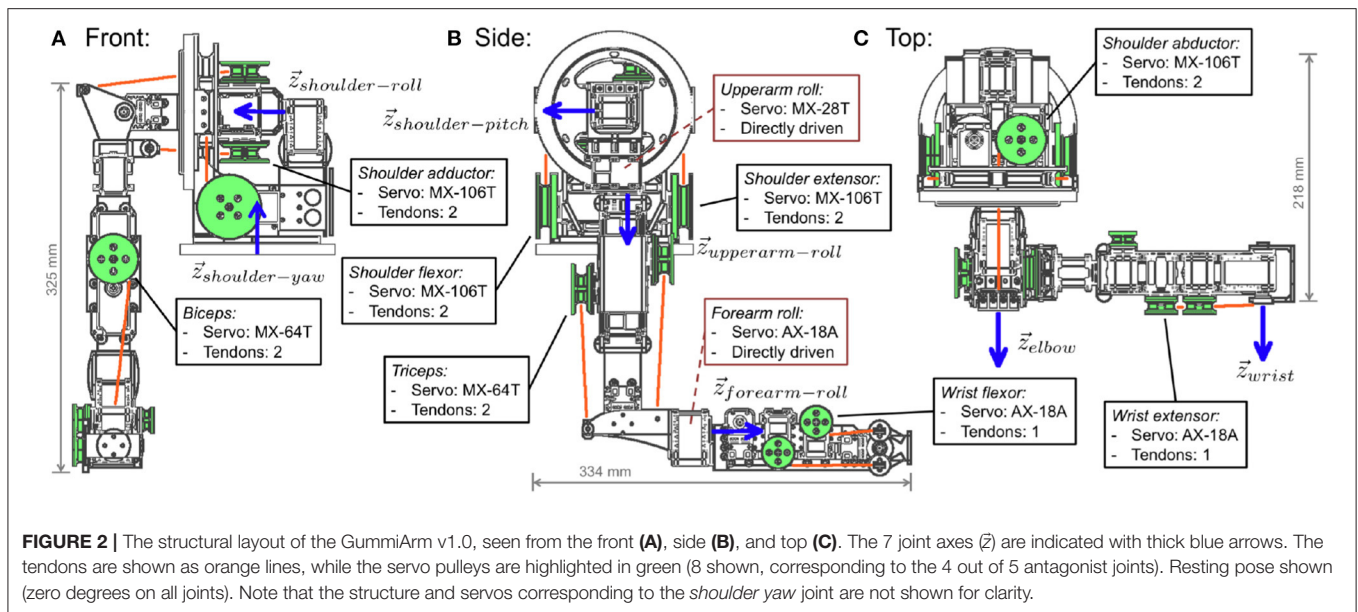 A Front:
z⃗shoulder−roll
Shoulder adductor:
- Servo: MX-106T
- Tendons: 2
325 mm
z⃗shoulder−yaw
Biceps:
- Servo: MX-64T
- Tendons: 2
B Side:
z⃗shoulder−pitch
Upperarm roll:
- Servo: MX-28T
- Directly driven
Shoulder extensor:
- Servo: MX-106T
- Tendons: 2
z⃗upperarm−roll
Shoulder flexor:
- Servo: MX-106T
- Tendons: 2
Forearm roll:
- Servo: AX-18A
- Directly driven
Triceps:
- Servo: MX-64T
- Tendons: 2
z⃗forearm−roll
334 mm
C Top:
Shoulder abductor:
- Servo: MX-106T
- Tendons: 2
218 mm
z⃗elbow
z⃗wrist
Wrist flexor:
- Servo: AX-18A
- Tendons: 1
Wrist extensor:
- Servo: AX-18A
- Tendons: 1
FIGURE 2 | The structural layout of the GummiArm v1.0, seen from the front (A), side (B), and top (C). The 7 joint axes (z⃗) are indicated with thick blue arrows. The
tendons are shown as orange lines, while the servo pulleys are highlighted in green (8 shown, corresponding to the 4 out of 5 antagonist joints). Resting pose shown
(zero degrees on all joints). Note that the structure and servos corresponding to the shoulder yaw joint are not shown for clarity.